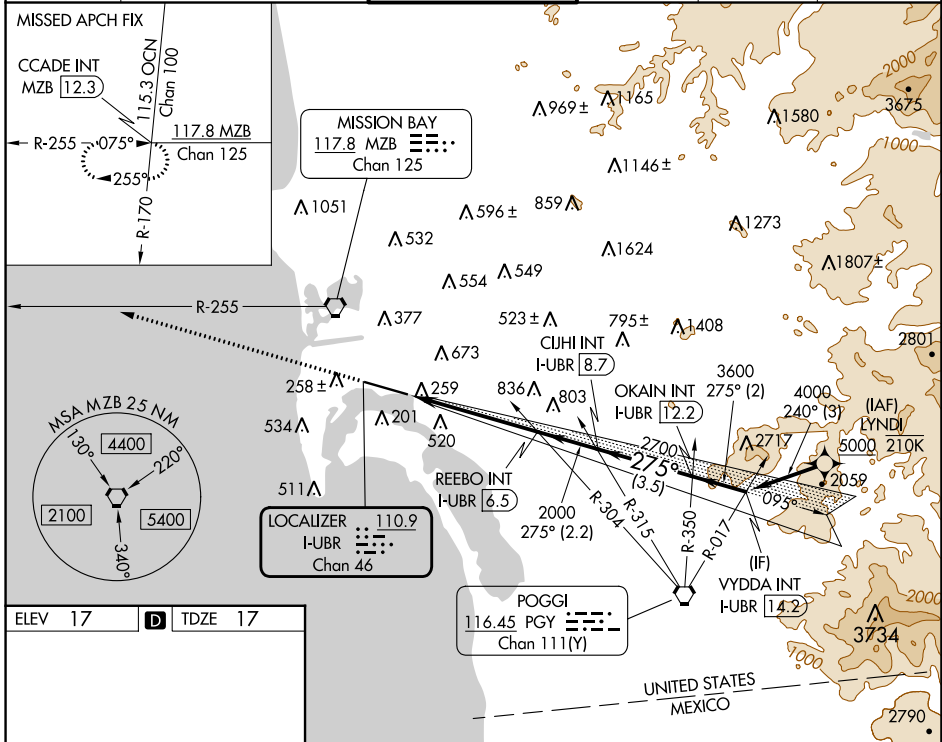 MISSED APCH FIX
CCADE INT
MZB 12.3
115.3 OCN
Chan 100
R-255
075°
117.8 MZB
Chan 125
255°
R-170
MISSION BAY
117.8 MZB
Chan 125
969±
1165
1580
2000
3675
1000
1146±
1051
596±
859
1273
532
1624
1807±
554
549
R-255
377
523±
795±
1408
2801
CIJHI INT
I-UBR 8.7
673
3600
275° (2)
258±
259
836
803
OKAIN INT
I-UBR 12.2
4000
240° (3)
(IAF)
LYNDI
5000 210K
MSA MZB 25 NM
130°
4400
220°
2100
5400
340°
534
201
520
2700
275°
(3.5)
2717
2059
095°
511
REEBO INT
I-UBR 6.5
2000
275° (2.2)
R-304
R-315
R-350
R-017
LOCALIZER 110.9
I-UBR
Chan 46
(IF)
VYDDA INT
I-UBR 14.2
POGGI
116.45 PGY
Chan 111(Y)
2000
3734
1000
ELEV 17 D TDZE 17
UNITED STATES
MEXICO
2790